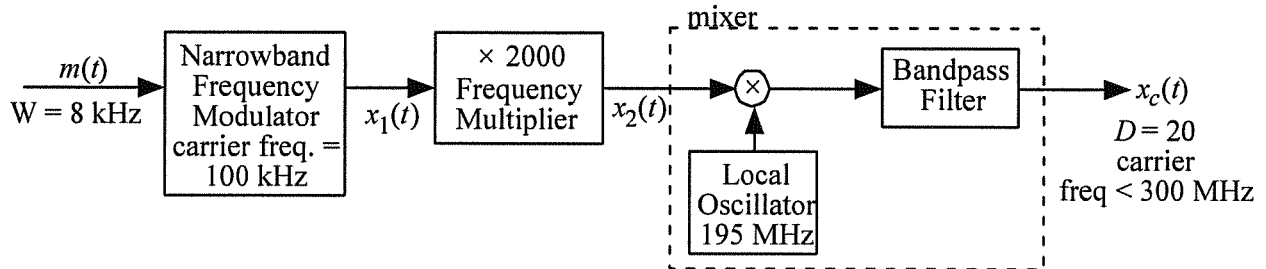 mixer
m(t)
W = 8 kHz
Narrowband
Frequency
Modulator
carrier freq. =
100 kHz
x₁(t)
× 2000
Frequency
Multiplier
x₂(t)
×
Local
Oscillator
195 MHz
Bandpass
Filter
x_c(t)
D = 20
carrier
freq < 300 MHz